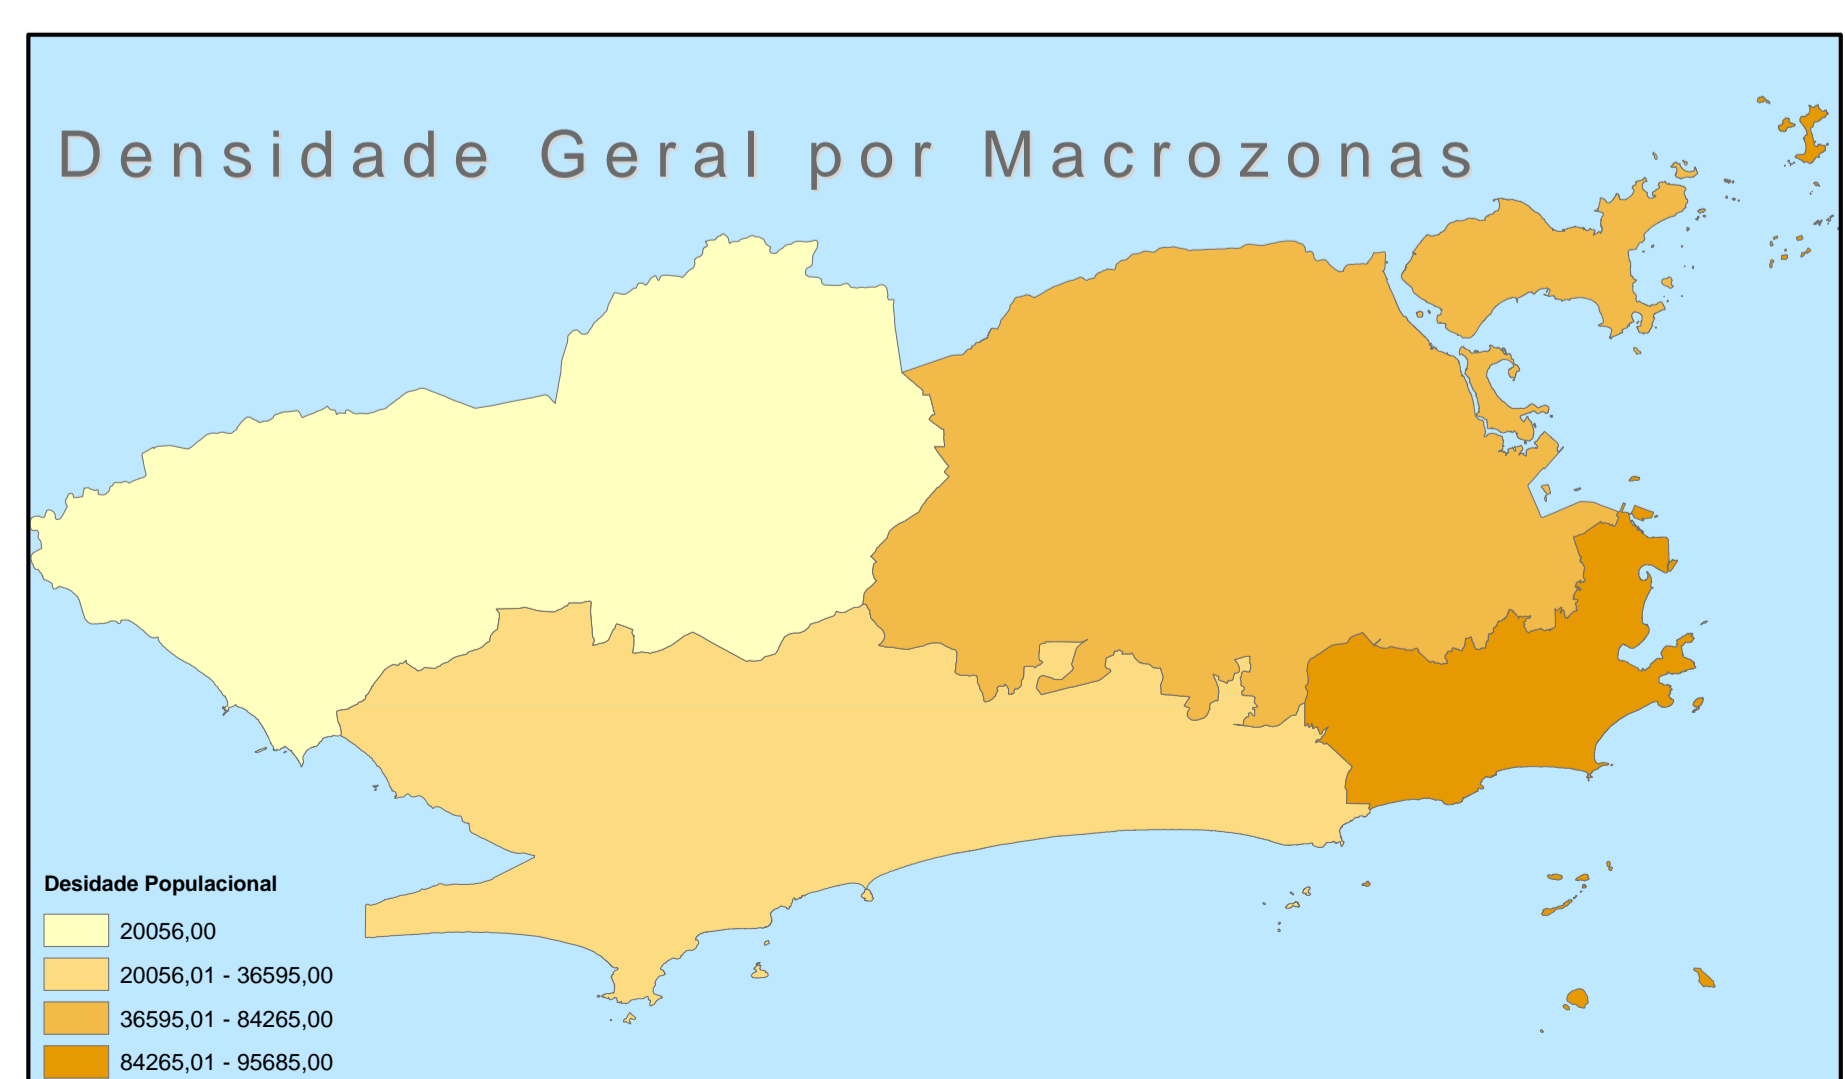 Densidade Geral por Macrozonas
Desidade Populacional
20056,00
20056,01 - 36595,00
36595,01 - 84265,00
84265,01 - 95685,00